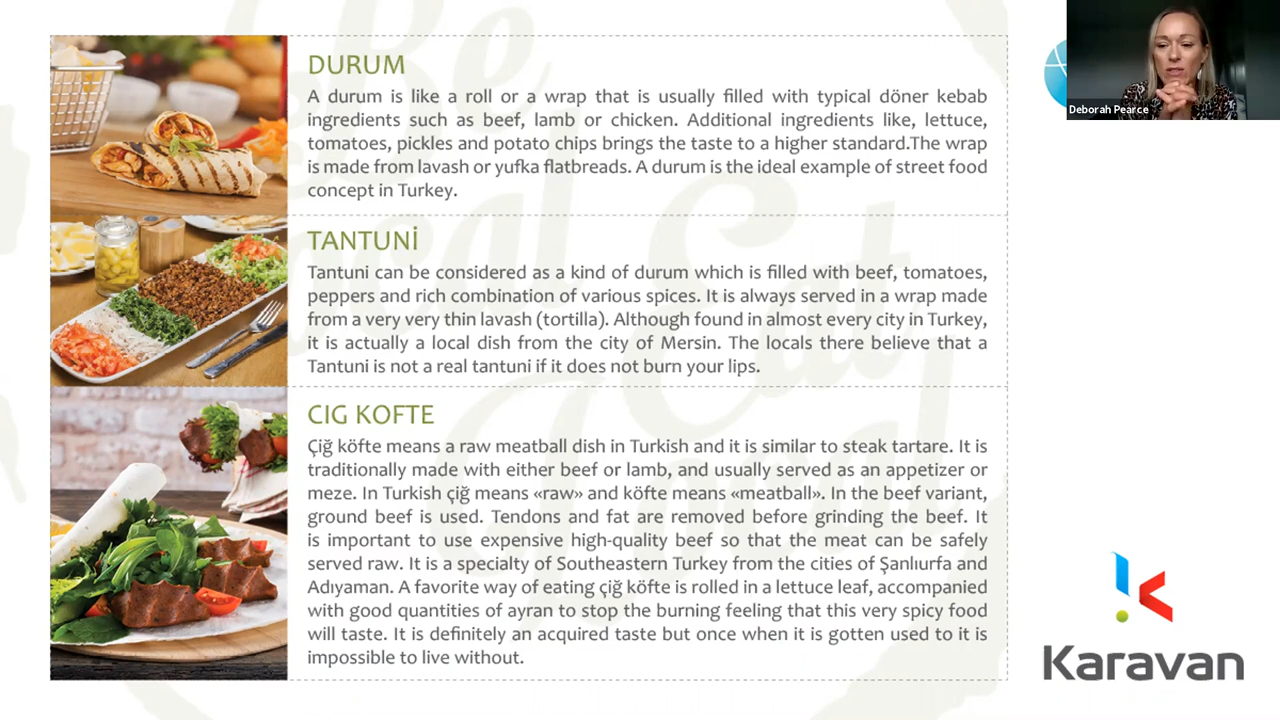 DURUM
A durum is like a roll or a wrap that is usually filled with typical döner kebab
ingredients such as beef, lamb or chicken. Additional ingredients like, lettuce,
tomatoes, pickles and potato chips brings the taste to a higher standard.The wrap
is made from lavash or yufka flatbreads. A durum is the ideal example of street food
concept in Turkey.
TANTUNİ
Tantuni can be considered as a kind of durum which is filled with beef, tomatoes,
peppers and rich combination of various spices. It is always served in a wrap made
from a very very thin lavash (tortilla). Although found in almost every city in Turkey,
it is actually a local dish from the city of Mersin. The locals there believe that a
Tantuni is not a real tantuni if it does not burn your lips.
CIG KOFTE
Çiğ köfte means a raw meatball dish in Turkish and it is similar to steak tartare. It is
traditionally made with either beef or lamb, and usually served as an appetizer or
meze. In Turkish çiğ means «raw» and köfte means «meatball». In the beef variant,
ground beef is used. Tendons and fat are removed before grinding the beef. It
is important to use expensive high-quality beef so that the meat can be safely
served raw. It is a specialty of Southeastern Turkey from the cities of Şanlıurfa and
Adıyaman. A favorite way of eating çiğ köfte is rolled in a lettuce leaf, accompanied
with good quantities of ayran to stop the burning feeling that this very spicy food
will taste. It is definitely an acquired taste but once when it is gotten used to it is
impossible to live without.
Deborah Pearce
Karavan